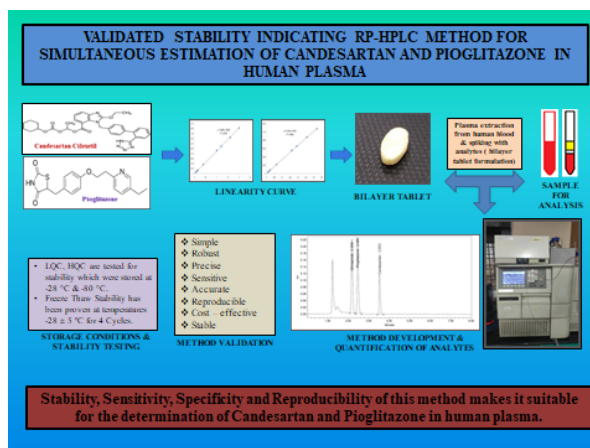 VALIDATED STABILITY INDICATING RP-HPLC METHOD FOR
SIMULTANEOUS ESTIMATION OF CANDESARTAN AND PIOGLITAZONE IN
HUMAN PLASMA
Candesartan Cilexetil
Pioglitazone
LINEARITY CURVE
BILAYER TABLET
Plasma extraction
from human blood
& spiking with
analytes ( bilayer
tablet formulation)
SAMPLE
FOR
ANALYSIS
• LQC, HQC are tested for
stability which were stored at
-28 °C & -80 °C.
• Freeze Thaw Stability has
been proven at temperatures
-28 ± 5 °C for 4 Cycles.
STORAGE CONDITIONS &
STABILITY TESTING
❖ Simple
❖ Robust
❖ Precise
❖ Sensitive
❖ Accurate
❖ Reproducible
❖ Cost – effective
❖ Stable
METHOD VALIDATION
METHOD DEVELOPMENT &
QUANTIFICATION OF ANALYTES
Stability, Sensitivity, Specificity and Reproducibility of this method makes it suitable
for the determination of Candesartan and Pioglitazone in human plasma.